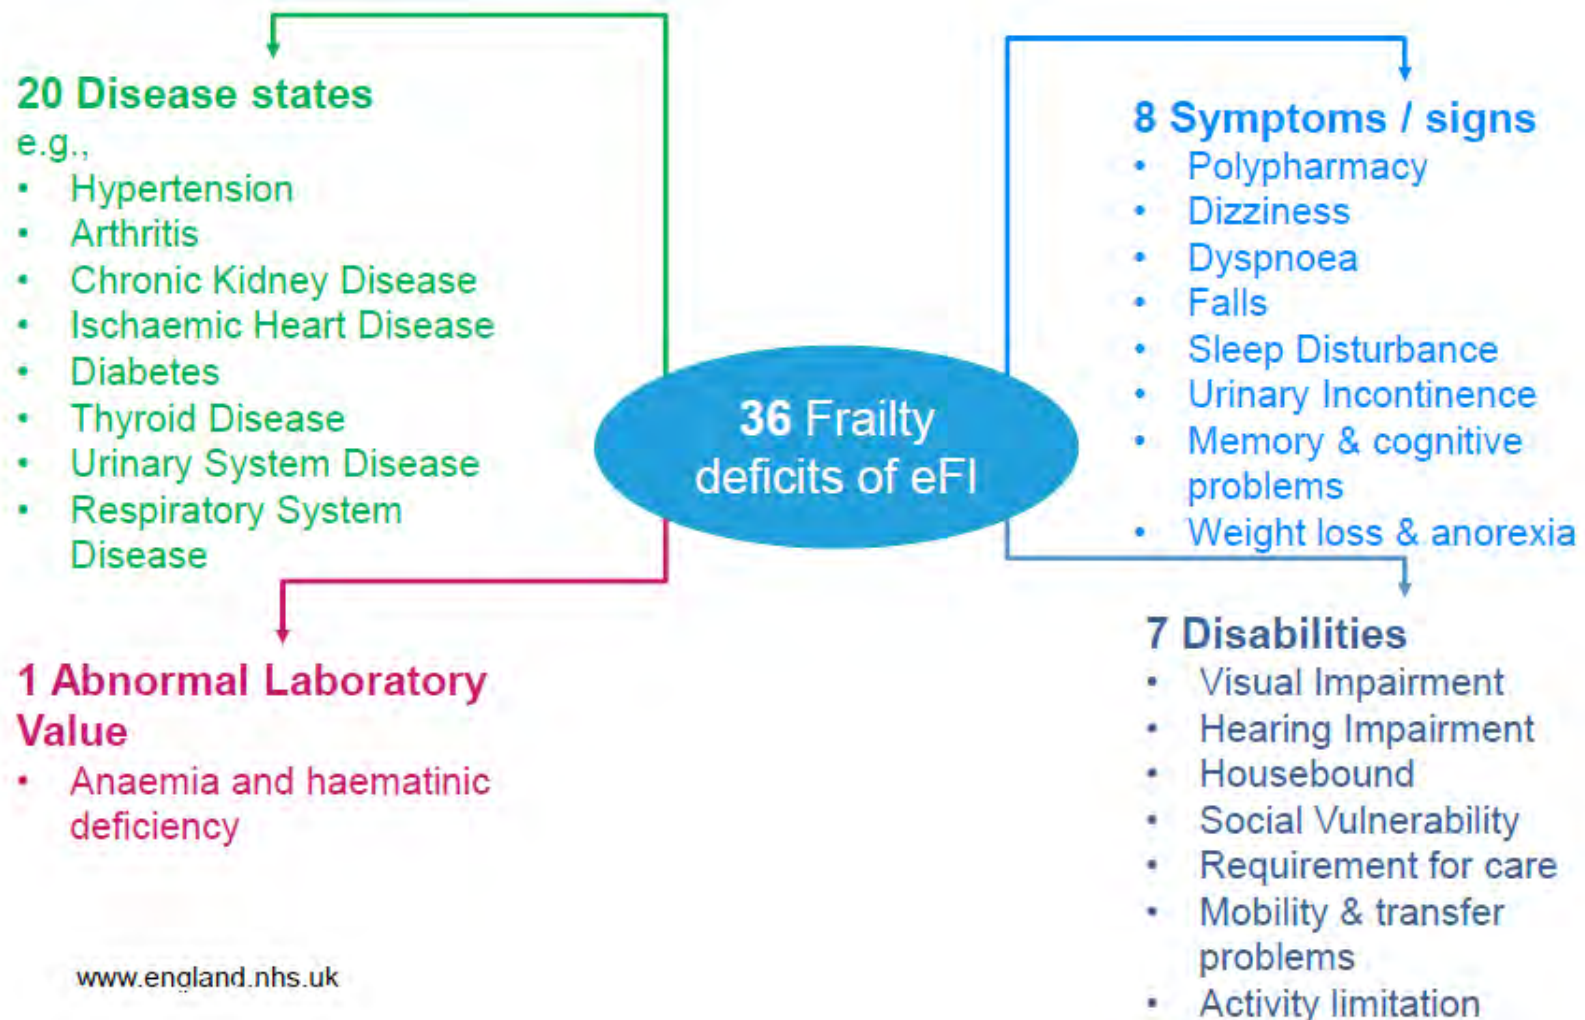 20 Disease states
e.g.,
• Hypertension
• Arthritis
• Chronic Kidney Disease
• Ischaemic Heart Disease
• Diabetes
• Thyroid Disease
• Urinary System Disease
• Respiratory System
Disease
1 Abnormal Laboratory
Value
• Anaemia and haematinic
deficiency
36 Frailty
deficits of eFI
8 Symptoms / signs
• Polypharmacy
• Dizziness
• Dyspnoea
• Falls
• Sleep Disturbance
• Urinary Incontinence
• Memory & cognitive
problems
• Weight loss & anorexia
7 Disabilities
• Visual Impairment
• Hearing Impairment
• Housebound
• Social Vulnerability
• Requirement for care
• Mobility & transfer
problems
• Activity limitation
www.england.nhs.uk